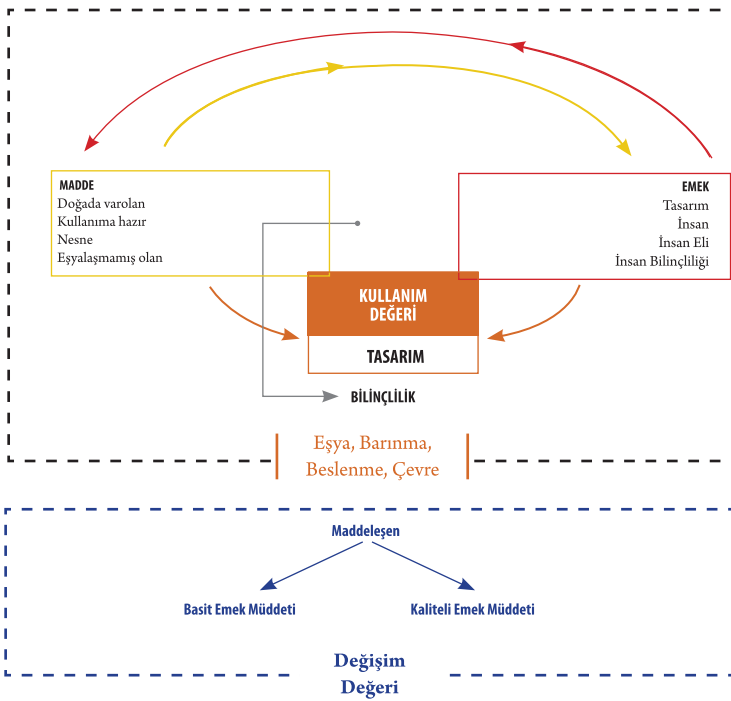 MADDE
Doğada varolan
Kullanıma hazır
Nesne
Eşyalaşmamış olan
EMEK
Tasarım
İnsan
İnsan Eli
İnsan Bilinçliliği
KULLANIM
DEĞERİ
TASARIM
BİLİNÇLİLİK
Eşya, Barınma,
Beslenme, Çevre
Maddeleşen
Basit Emek Müddeti
Kaliteli Emek Müddeti
Değişim
Değeri